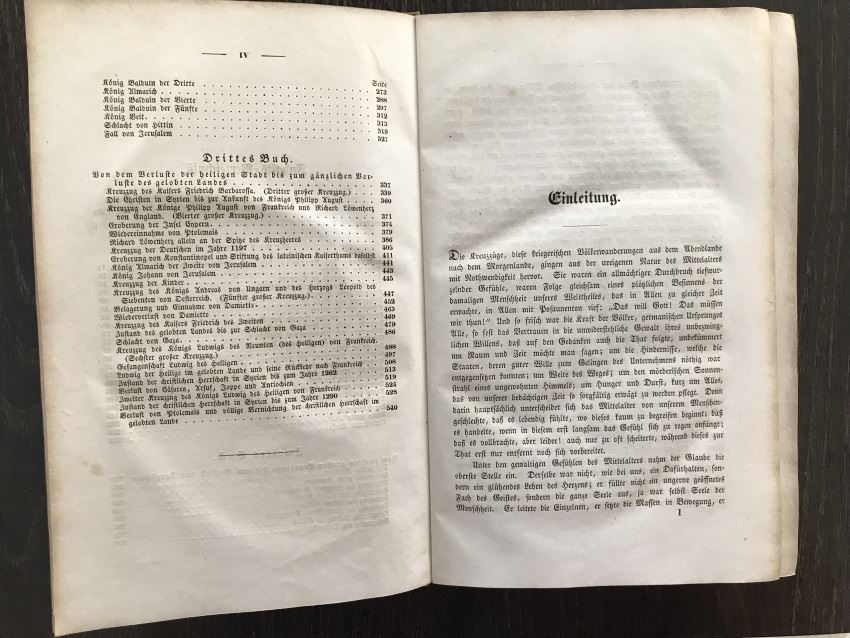 — IV —
Seite
König Balduin der Dritte . . . 273
König Almarich . . . 288
König Balduin der Vierte . . . 297
König Balduin der Fünfte . . . 312
König Veit . . . 313
Schlacht von Hittin . . . 319
Fall von Jerusalem . . . 327
Drittes Buch.
Von dem Verluste der heiligen Stadt bis zum gänzlichen Ver-
luste des gelobten Landes . . . 337
Kreuzzug des Kaisers Friedrich Barbarossa. (Dritter großer Kreuzzug.) . . 339
Die Christen in Syrien bis zur Ankunft des Königs Philipp August . . 360
Kreuzzug der Könige Philipp August von Frankreich und Richard Löwenherz
von England. (Vierter großer Kreuzzug.) . . . 371
Eroberung der Insel Cypern . . . 374
Wiedereinnahme von Ptolemais . . . 379
Richard Löwenherz allein an der Spitze des Kreuzheeres . . . 386
Kreuzzug der Deutschen im Jahre 1197 . . . 405
Eroberung von Konstantinopel und Stiftung des lateinischen Kaiserthums daselbst 411
König Almarich der Zweite von Jerusalem . . . 441
König Johann von Jerusalem . . . 443
Kreuzzug der Kinder . . . 445
Kreuzzug des Königs Andreas von Ungarn und des Herzogs Leopold des
Siebenten von Oesterreich. (Fünfter großer Kreuzzug.) . . . 447
Belagerung und Einnahme von Damiette . . . 452
Wiederverlust von Damiette . . . 463
Kreuzzug des Kaisers Friedrich des Zweiten . . . 469
Zustand des gelobten Landes bis zur Schlacht von Gaza . . . 479
Schlacht von Gaza . . . 486
Kreuzzug des Königs Ludwigs des Neunten (des Heiligen) von Frankreich.
(Sechster großer Kreuzzug.) . . . 488
Gefangenschaft Ludwig des Heiligen . . . 497
Ludwig der Heilige im gelobten Lande und seine Rückkehr nach Frankreich 508
Zustand der christlichen Herrschaft in Syrien bis zum Jahre 1262 . . 513
Verlust von Cäsarea, Arsuf, Joppe und Antiochien . . . 519
Zweiter Kreuzzug des Königs Ludwig des Heiligen von Frankreich . . 524
Zustand der christlichen Herrschaft in Syrien bis zum Jahre 1290 . . 528
Verlust von Ptolemais und völlige Vernichtung der christlichen Herrschaft im
gelobten Lande . . . 540
Einleitung.
Die Kreuzzüge, diese kriegerischen Völkerwanderungen aus dem Abendlande
nach dem Morgenlande, gingen aus der ureigenen Natur des Mittelalters
mit Nothwendigkeit hervor. Sie waren ein allmächtiger Durchbruch tiefwur-
zelnder Gefühle, waren Folge gleichsam eines plötzlichen Besinnens der
damaligen Menschheit unseres Welttheiles, das in Allen zu gleicher Zeit
erwachte, in Allen mit Posaunenton rief: „Das will Gott! Das müssen
wir thun!“ Und so frisch war die Kraft der Völker, germanischen Ursprunges
Alle, so fest das Vertrauen in die unwiderstehliche Gewalt ihres unbezwing-
lichen Willens, daß auf den Gedanken auch die That folgte, unbekümmert
um Raum und Zeit möchte man sagen; um die Hindernisse, welche die
Staaten, deren guter Wille zum Gelingen des Unternehmens nöthig war
entgegensetzen konnten; um Weite des Weges; um den mörderischen Sonnen-
strahl eines ungewohnten Himmels; um Hunger und Durst, kurz um Alles,
das von unserer bedächigen Zeit so sorgfältig erwägt zu werden pflegt. Denn
darin hauptsächlich unterscheidet sich das Mittelalter von unserem Menschen-
geschlechte, daß es lebendig fühlte, wo dieses kaum zu begreifen beginnt; daß
es handelte, wenn in diesem erst langsam das Gefühl sich zu regen anfängt;
daß es vollbrachte, aber leider! auch nur zu oft scheiterte, während dieses zur
That erst nur entfernt noch sich vorbereitet.
Unter den gewaltigen Gefühlen des Mittelalters nahm der Glaube die
oberste Stelle ein. Derselbe war nicht, wie bei uns, ein Dafürhalten, son-
dern ein glühendes Leben des Herzens; er füllte nicht ein ungerne geöffnetes
Fach des Geistes, sondern die ganze Seele aus, ja war selbst Seele der
Menschheit. Er leitete die Einzelnen, er setzte die Massen in Bewegung, er
1